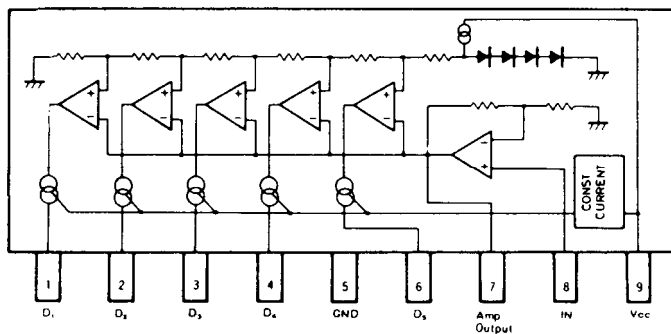 + + + + +
- - - - -
-
+
CONST
CURRENT
1 2 3 4 5 6 7 8 9
D₁ D₂ D₃ D₄ GND D₅ Amp Output IN Vcc